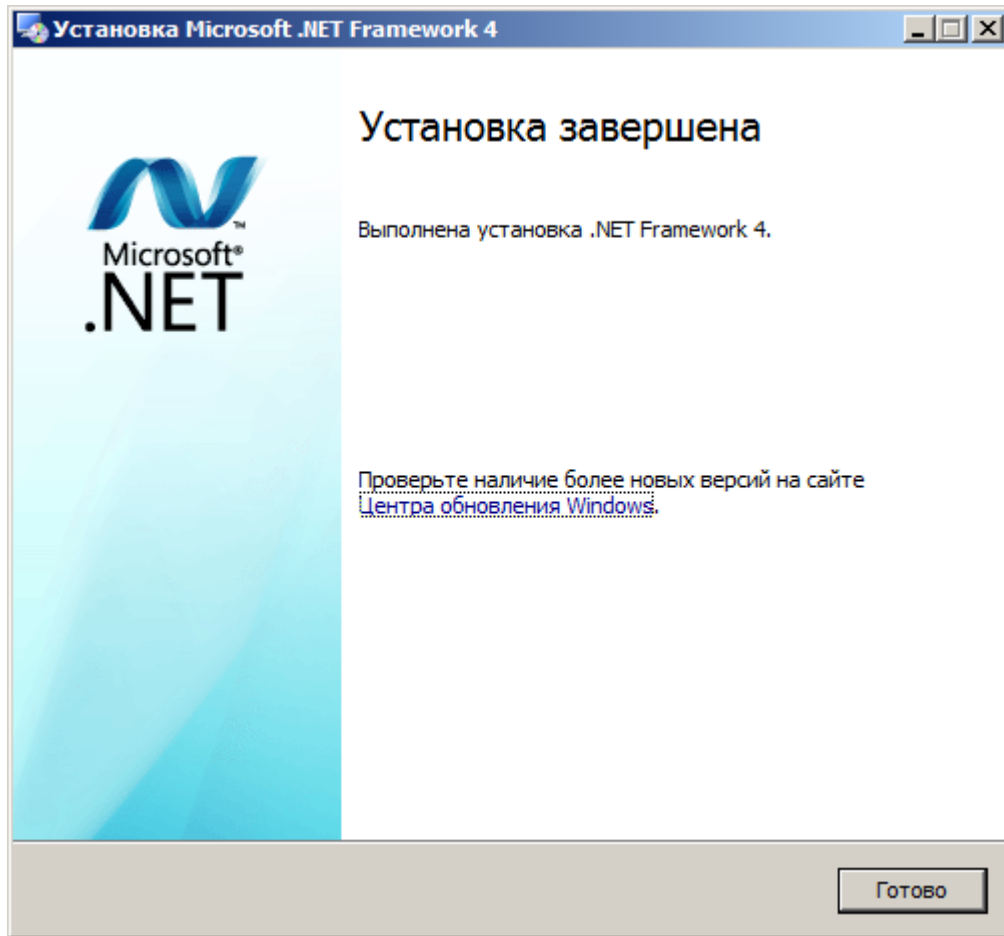 Установка Microsoft .NET Framework 4
Установка завершена
Microsoft®
.NET
™
Выполнена установка .NET Framework 4.
Проверьте наличие более новых версий на сайте
Центра обновления Windows.
Готово